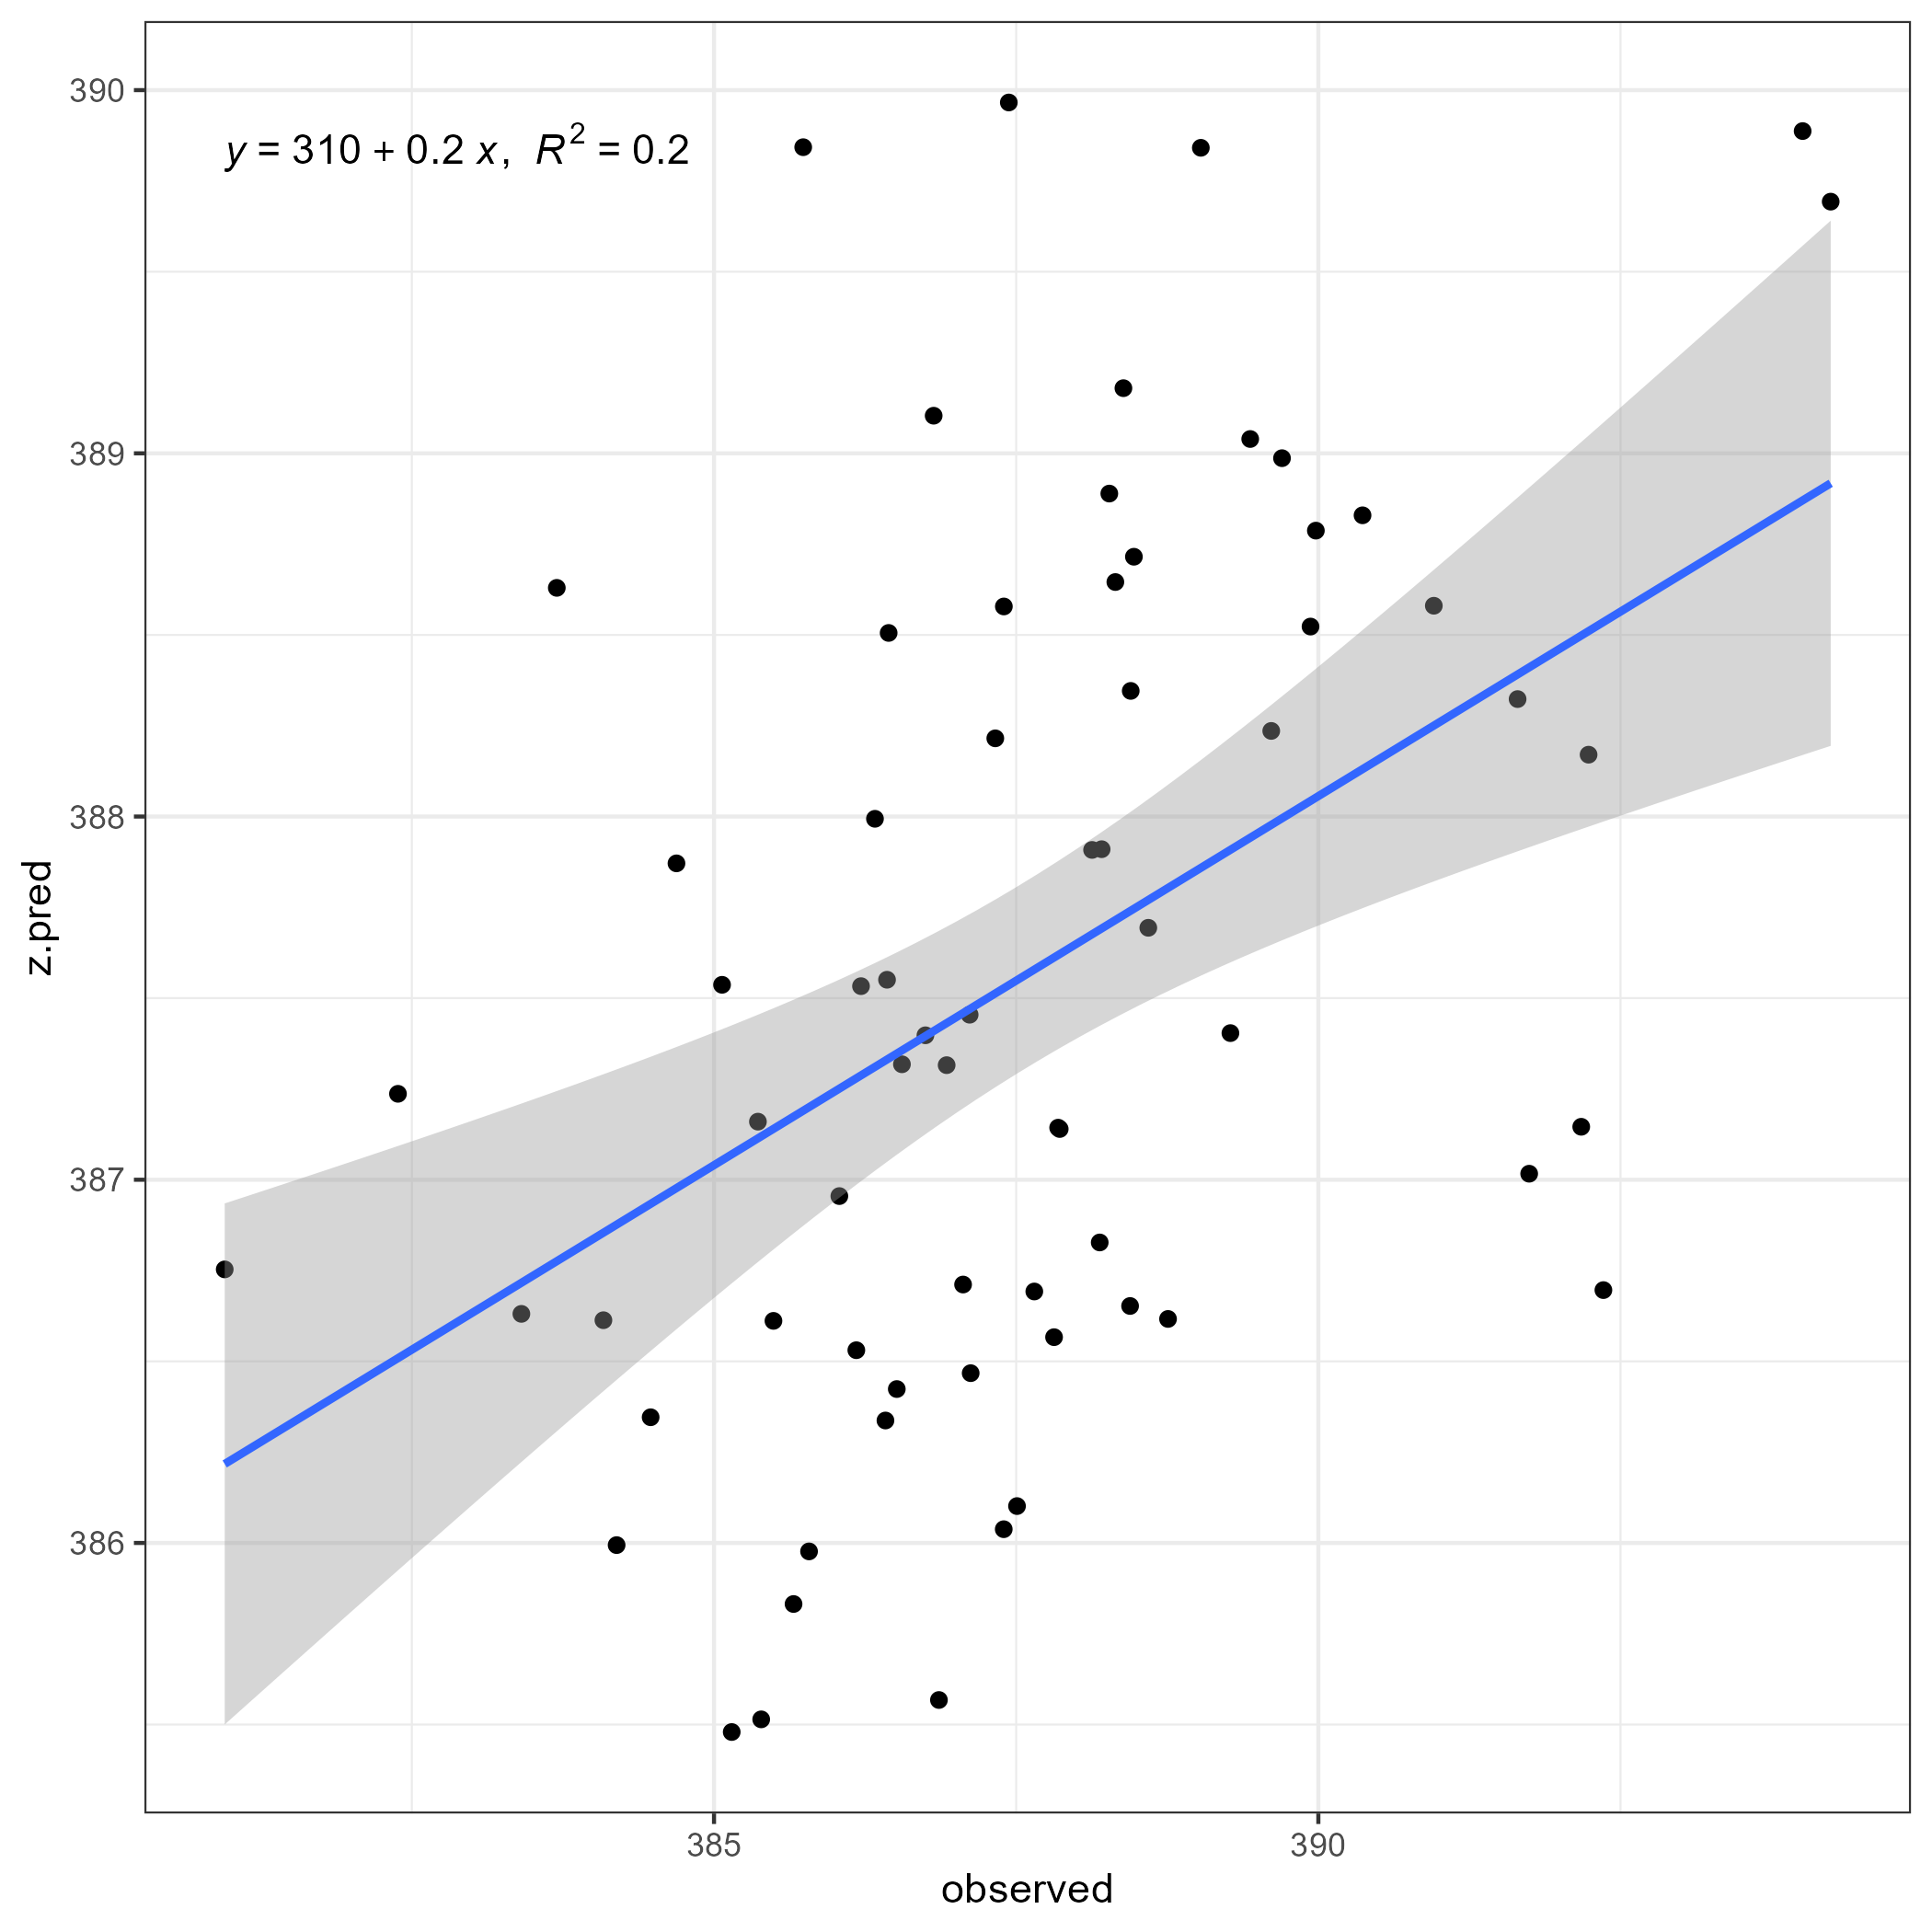 390
y = 310 + 0.2 x, R² = 0.2
389
388
z.pred
387
386
385 390
observed